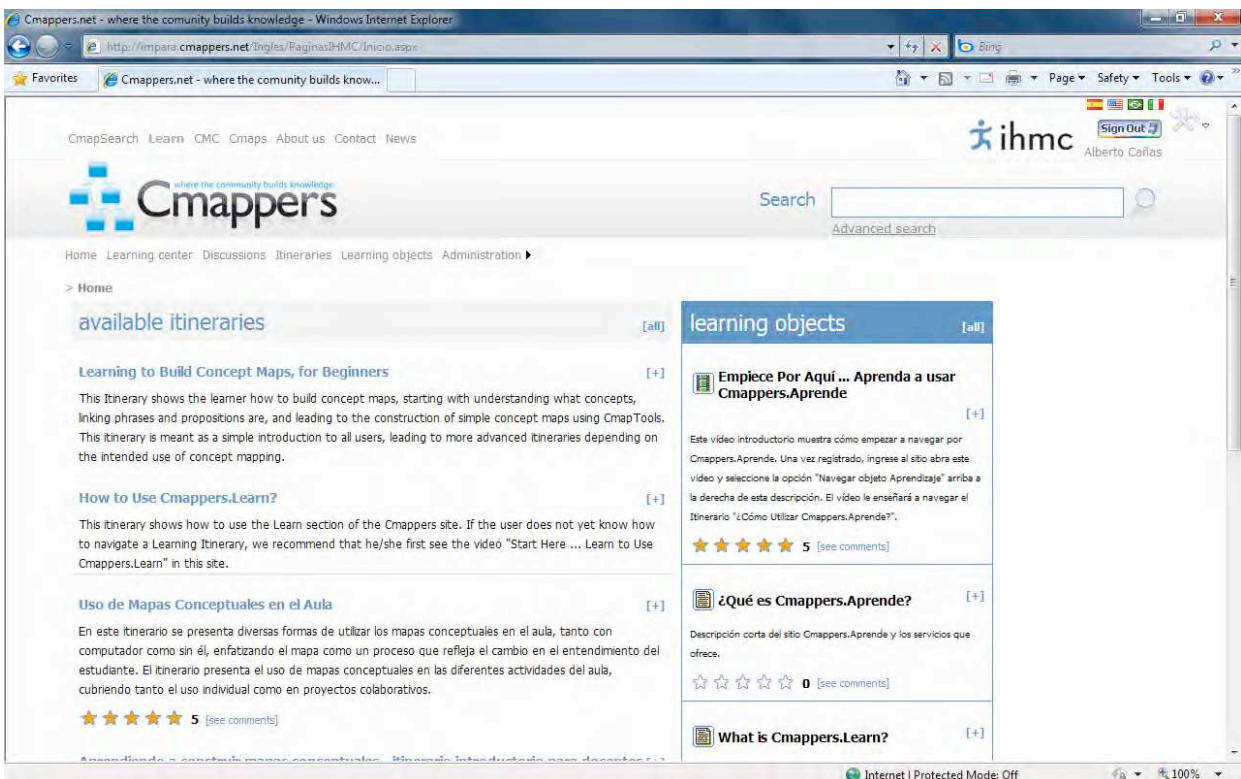 Cmappers.net - where the comunity builds knowledge - Windows Internet Explorer
http://impara.cmappers.net/Ingles/PaginasIHMC/Inicio.aspx
Bing
Favorites
Cmappers.net - where the comunity builds know...
Page Safety Tools
CmapSearch Learn CMC Cmaps About us Contact News
ihmc
Sign Out
Alberto Cañas
where the community builds knowledge
Cmappers
Search
Advanced search
Home Learning center Discussions Itineraries Learning objects Administration
> Home
available itineraries [all]
Learning to Build Concept Maps, for Beginners [+]
This Itinerary shows the learner how to build concept maps, starting with understanding what concepts,
linking phrases and propositions are, and leading to the construction of simple concept maps using CmapTools.
This itinerary is meant as a simple introduction to all users, leading to more advanced itineraries depending on
the intended use of concept mapping.
How to Use Cmappers.Learn? [+]
This itinerary shows how to use the Learn section of the Cmappers site. If the user does not yet know how
to navigate a Learning Itinerary, we recommend that he/she first see the video "Start Here ... Learn to Use
Cmappers.Learn" in this site.
Uso de Mapas Conceptuales en el Aula [+]
En este itinerario se presenta diversas formas de utilizar los mapas conceptuales en el aula, tanto con
computador como sin él, enfatizando el mapa como un proceso que refleja el cambio en el entendimiento del
estudiante. El itinerario presenta el uso de mapas conceptuales en las diferentes actividades del aula,
cubriendo tanto el uso individual como en proyectos colaborativos.
5 [see comments]
Aprendiendo a construir mapas conceptuales - itinerario introductorio para docentes [+]
learning objects [all]
Empiece Por Aquí ... Aprenda a usar
Cmappers.Aprende
[+]
Este vídeo introductorio muestra cómo empezar a navegar por
Cmappers.Aprende. Una vez registrado, ingrese al sitio abra este
video y seleccione la opción "Navegar objeto Aprendizaje" arriba a
la derecha de esta descripción. El vídeo le enseñará a navegar el
Itinerario "¿Cómo Utilizar Cmappers.Aprende?".
5 [see comments]
¿Qué es Cmappers.Aprende? [+]
Descripción corta del sitio Cmappers.Aprende y los servicios que
ofrece.
0 [see comments]
What is Cmappers.Learn? [+]
Internet | Protected Mode: Off
100%